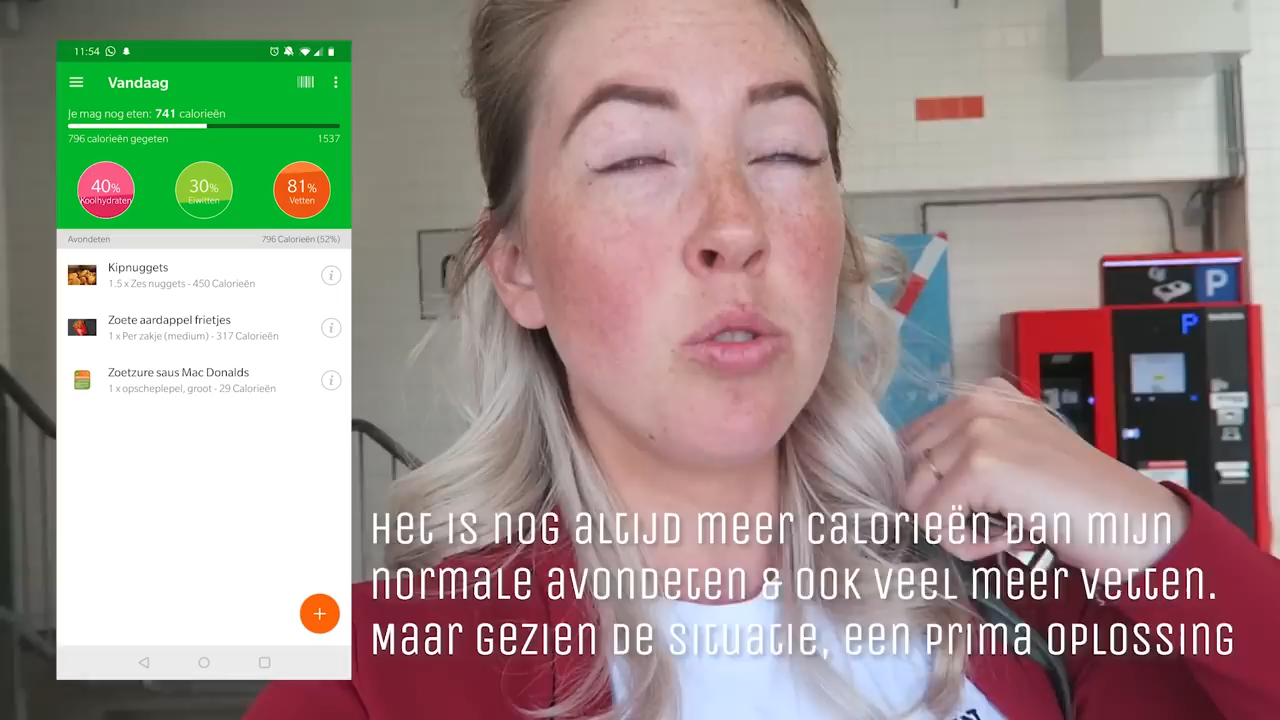 11:54
Vandaag
Je mag nog eten: 741 calorieën
796 calorieën gegeten 1537
40% 30% 81%
Koolhydraten Eiwitten Vetten
Avondeten 796 Calorieën (52%)
Kipnuggets
1.5 x Zes nuggets - 450 Calorieën
Zoete aardappel frietjes
1 x Per zakje (medium) - 317 Calorieën
Zoetzure saus Mac Donalds
1 x opscheplepel, groot - 29 Calorieën
+
P
P
Het is nog altijd meer calorieën dan mijn
normale avondeten & ook veel meer vetten.
Maar gezien de situatie, een prima oplossing